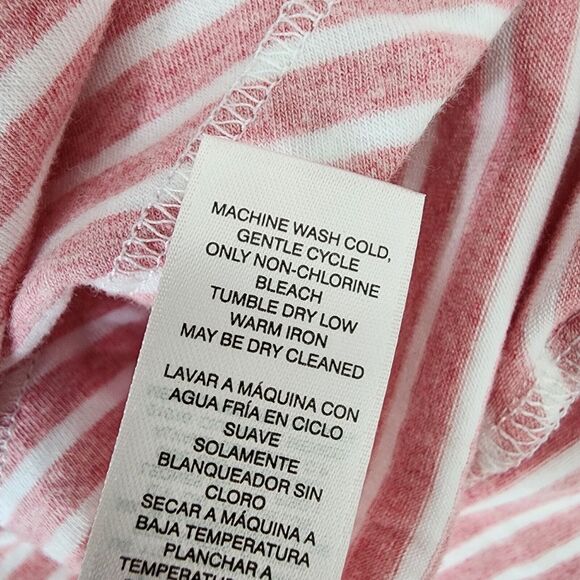 MACHINE WASH COLD,
GENTLE CYCLE
ONLY NON-CHLORINE
BLEACH
TUMBLE DRY LOW
WARM IRON
MAY BE DRY CLEANED
LAVAR A MÁQUINA CON
AGUA FRÍA EN CICLO
SUAVE
SOLAMENTE
BLANQUEADOR SIN
CLORO
SECAR A MÁQUINA A
BAJA TEMPERATURA
PLANCHAR A
TEMPERATURA